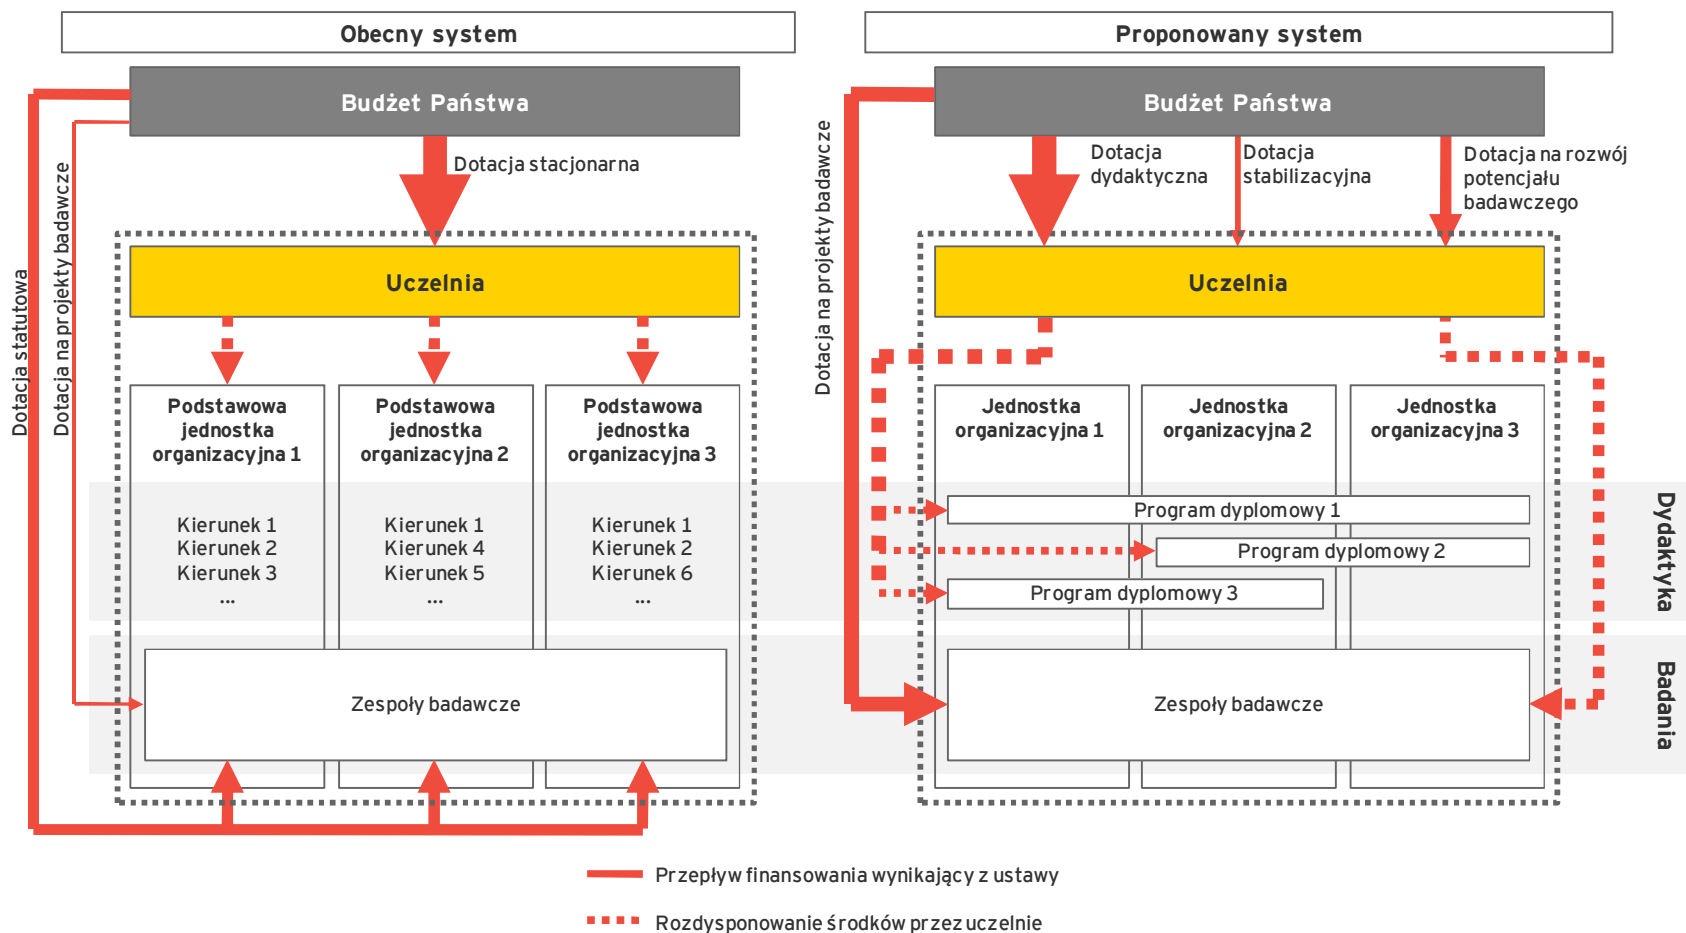 Obecny system
Budżet Państwa
Dotacja stacjonarna
Dotacja statutowa
Dotacja na projekty badawcze
Uczelnia
Podstawowa
jednostka
organizacyjna 1
Podstawowa
jednostka
organizacyjna 2
Podstawowa
jednostka
organizacyjna 3
Kierunek 1
Kierunek 2
Kierunek 3
...
Kierunek 1
Kierunek 4
Kierunek 5
...
Kierunek 1
Kierunek 2
Kierunek 6
...
Zespoły badawcze
Proponowany system
Budżet Państwa
Dotacja na projekty badawcze
Dotacja
dydaktyczna
Dotacja
stabilizacyjna
Dotacja na rozwój
potencjału
badawczego
Uczelnia
Jednostka
organizacyjna 1
Jednostka
organizacyjna 2
Jednostka
organizacyjna 3
Program dyplomowy 1
Program dyplomowy 2
Program dyplomowy 3
Zespoły badawcze
Dydaktyka
Badania
Przepływ finansowania wynikający z ustawy
Rozdysponowanie środków przez uczelnie